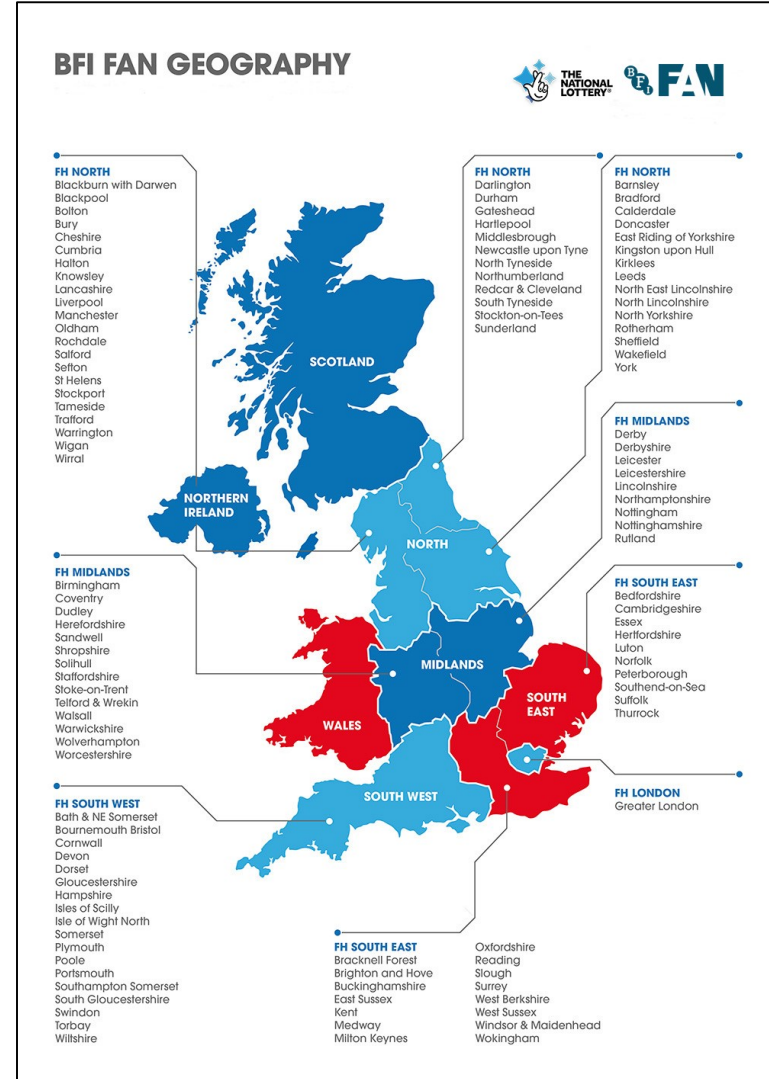 BFI FAN GEOGRAPHY
THE
NATIONAL
LOTTERY®
BFI FAN
FH NORTH
Blackburn with Darwen
Blackpool
Bolton
Bury
Cheshire
Cumbria
Halton
Knowsley
Lancashire
Liverpool
Manchester
Oldham
Rochdale
Salford
Sefton
St Helens
Stockport
Tameside
Trafford
Warrington
Wigan
Wirral
FH NORTH
Darlington
Durham
Gateshead
Hartlepool
Middlesbrough
Newcastle upon Tyne
North Tyneside
Northumberland
Redcar & Cleveland
South Tyneside
Stockton-on-Tees
Sunderland
FH NORTH
Barnsley
Bradford
Calderdale
Doncaster
East Riding of Yorkshire
Kingston upon Hull
Kirklees
Leeds
North East Lincolnshire
North Lincolnshire
North Yorkshire
Rotherham
Sheffield
Wakefield
York
SCOTLAND
NORTHERN
IRELAND
NORTH
MIDLANDS
WALES
SOUTH
EAST
SOUTH WEST
FH MIDLANDS
Derby
Derbyshire
Leicester
Leicestershire
Lincolnshire
Northamptonshire
Nottingham
Nottinghamshire
Rutland
FH MIDLANDS
Birmingham
Coventry
Dudley
Herefordshire
Sandwell
Shropshire
Solihull
Staffordshire
Stoke-on-Trent
Telford & Wrekin
Walsall
Warwickshire
Wolverhampton
Worcestershire
FH SOUTH EAST
Bedfordshire
Cambridgeshire
Essex
Hertfordshire
Luton
Norfolk
Peterborough
Southend-on-Sea
Suffolk
Thurrock
FH LONDON
Greater London
FH SOUTH WEST
Bath & NE Somerset
Bournemouth Bristol
Cornwall
Devon
Dorset
Gloucestershire
Hampshire
Isles of Scilly
Isle of Wight North
Somerset
Plymouth
Poole
Portsmouth
Southampton Somerset
South Gloucestershire
Swindon
Torbay
Wiltshire
FH SOUTH EAST
Bracknell Forest
Brighton and Hove
Buckinghamshire
East Sussex
Kent
Medway
Milton Keynes
Oxfordshire
Reading
Slough
Surrey
West Berkshire
West Sussex
Windsor & Maidenhead
Wokingham